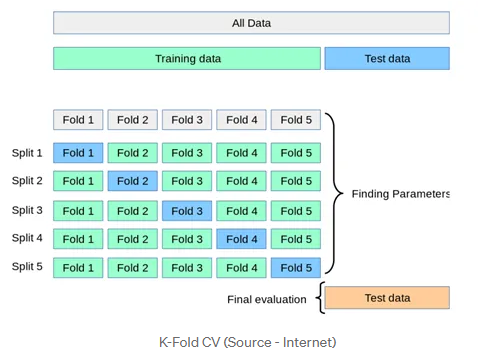 All Data
Training data Test data
Fold 1 Fold 2 Fold 3 Fold 4 Fold 5
Split 1 Fold 1 Fold 2 Fold 3 Fold 4 Fold 5
Split 2 Fold 1 Fold 2 Fold 3 Fold 4 Fold 5
Finding Parameters
Split 3 Fold 1 Fold 2 Fold 3 Fold 4 Fold 5
Split 4 Fold 1 Fold 2 Fold 3 Fold 4 Fold 5
Split 5 Fold 1 Fold 2 Fold 3 Fold 4 Fold 5
Final evaluation Test data
K-Fold CV (Source - Internet)